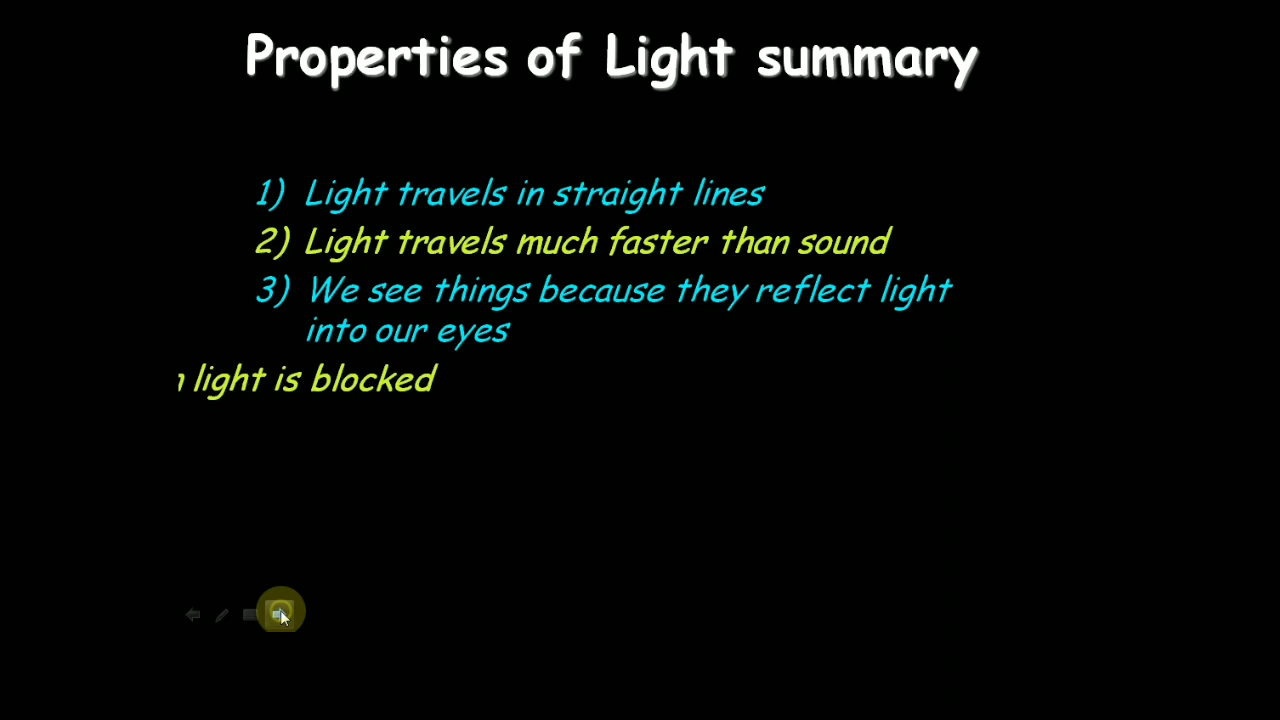 Properties of Light summary
1) Light travels in straight lines
2) Light travels much faster than sound
3) We see things because they reflect light
into our eyes
light is blocked